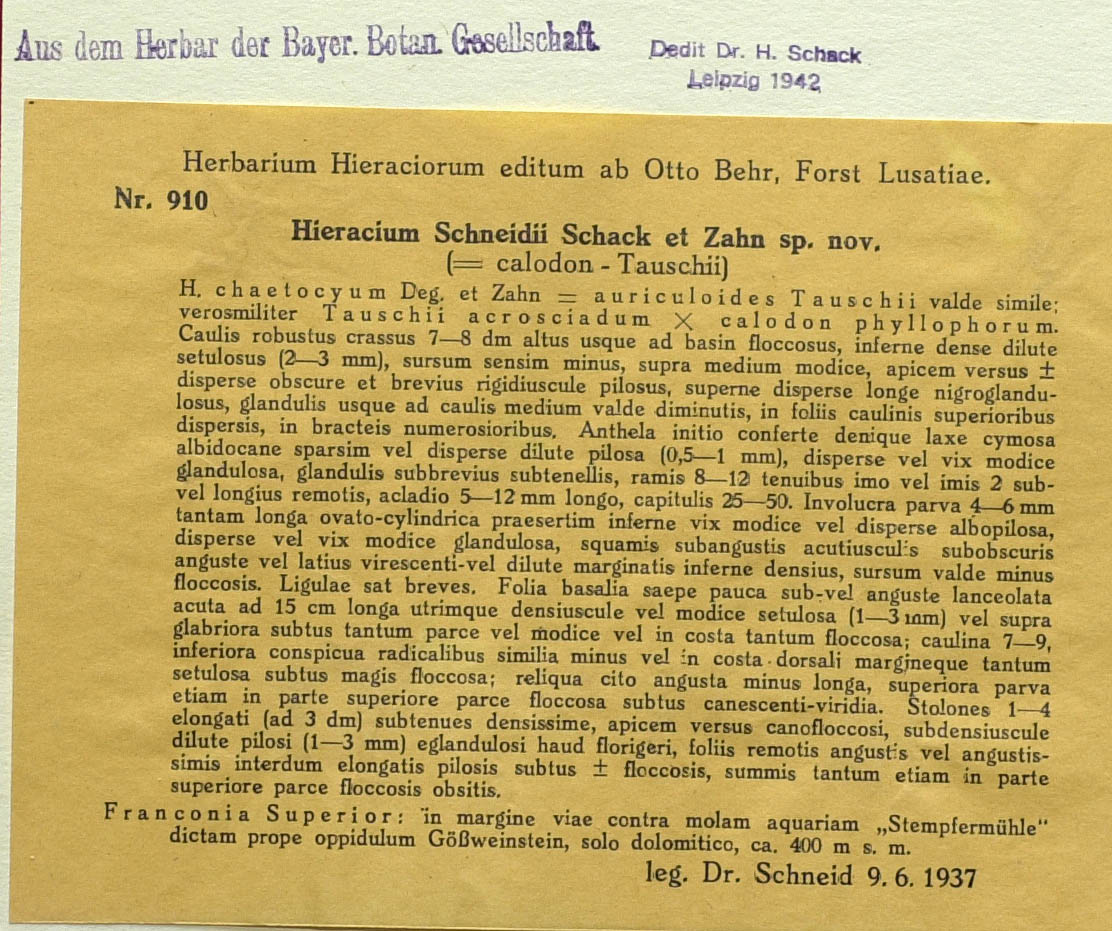 Aus dem Herbar der Bayer. Botan. Gesellschaft.
Dedit Dr. H. Schack
Leipzig 1942
Herbarium Hieraciorum editum ab Otto Behr, Forst Lusatiae.
Nr. 910
Hieracium Schneidii Schack et Zahn sp. nov.
(= calodon - Tauschii)
H. chaetocyum Deg. et Zahn = auriculoides Tauschii valde simile;
verosmiliter Tauschii acrosciadum × calodon phyllophorum.
Caulis robustus crassus 7—8 dm altus usque ad basin floccosus, inferne dense dilute
setulosus (2—3 mm), sursum sensim minus, supra medium modice, apicem versus ±
disperse obscure et brevius rigidiuscule pilosus, superne disperse longe nigroglandu-
losus, glandulis usque ad caulis medium valde diminutis, in foliis caulinis superioribus
dispersis, in bracteis numerosioribus. Anthela initio conferte denique laxe cymosa
albidocane sparsim vel disperse dilute pilosa (0,5—1 mm), disperse vel vix modice
glandulosa, glandulis subbrevius subtenellis, ramis 8—12 tenuibus imo vel imis 2 sub-
vel longius remotis, acladio 5—12 mm longo, capitulis 25—50. Involucra parva 4—6 mm
tantam longa ovato-cylindrica praesertim inferne vix modice vel disperse albopilosa,
disperse vel vix modice glandulosa, squamis subangustis acutiusculis subobscuris
anguste vel latius virescenti-vel dilute marginatis inferne densius, sursum valde minus
floccosis. Ligulae sat breves. Folia basalia saepe pauca sub-vel anguste lanceolata
acuta ad 15 cm longa utrimque densiuscule vel modice setulosa (1—3 mm) vel supra
glabriora subtus tantum parce vel modice vel in costa tantum floccosa; caulina 7—9,
inferiora conspicua radicalibus similia minus vel in costa dorsali margineque tantum
setulosa subtus magis floccosa; reliqua cito angusta minus longa, superiora parva
etiam in parte superiore parce floccosa subtus canescenti-viridia. Stolones 1—4
elongati (ad 3 dm) subtenues densissime, apicem versus canofloccosi, subdensiuscule
dilute pilosi (1—3 mm) eglandulosi haud florigeri, foliis remotis angustis vel angustis-
simis interdum elongatis pilosis subtus ± floccosis, summis tantum etiam in parte
superiore parce floccosis obsitis.
Franconia Superior: in margine viae contra molam aquariam „Stempfermühle"
dictam prope oppidulum Gößweinstein, solo dolomitico, ca. 400 m s. m.
leg. Dr. Schneid 9. 6. 1937